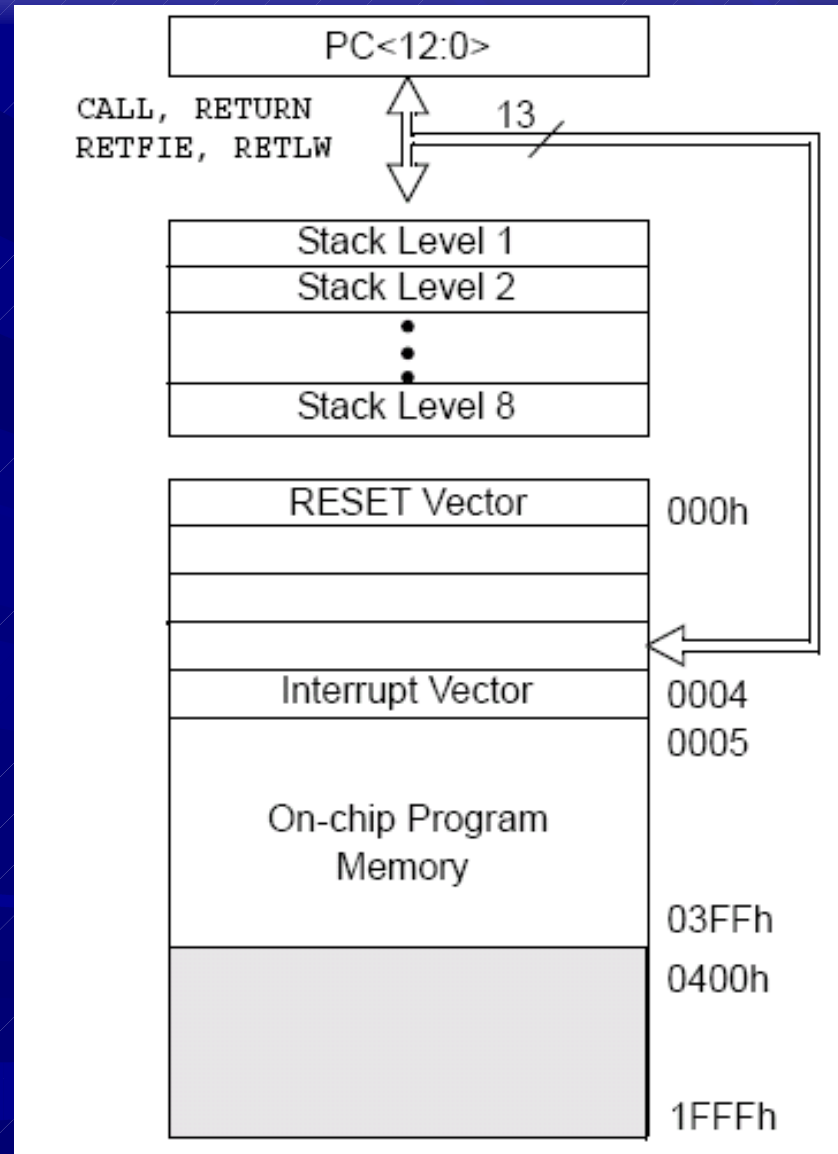 PC<12:0>
CALL, RETURN
RETFIE, RETLW
13
Stack Level 1
Stack Level 2
Stack Level 8
RESET Vector
000h
Interrupt Vector
0004
0005
On-chip Program
Memory
03FFh
0400h
1FFFh